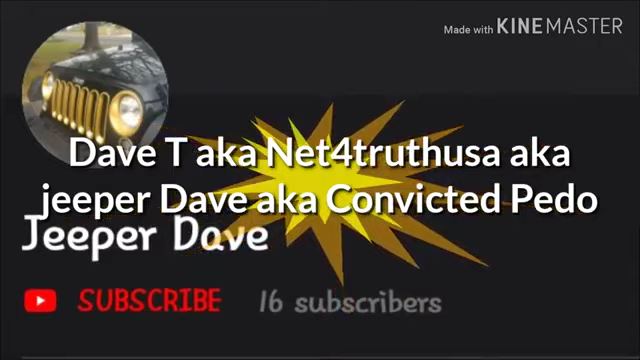 Made with KINEMASTER
Dave T aka Net4truthusa aka
jeeper Dave aka Convicted Pedo
Jeeper Dave
SUBSCRIBE 16 subscribers